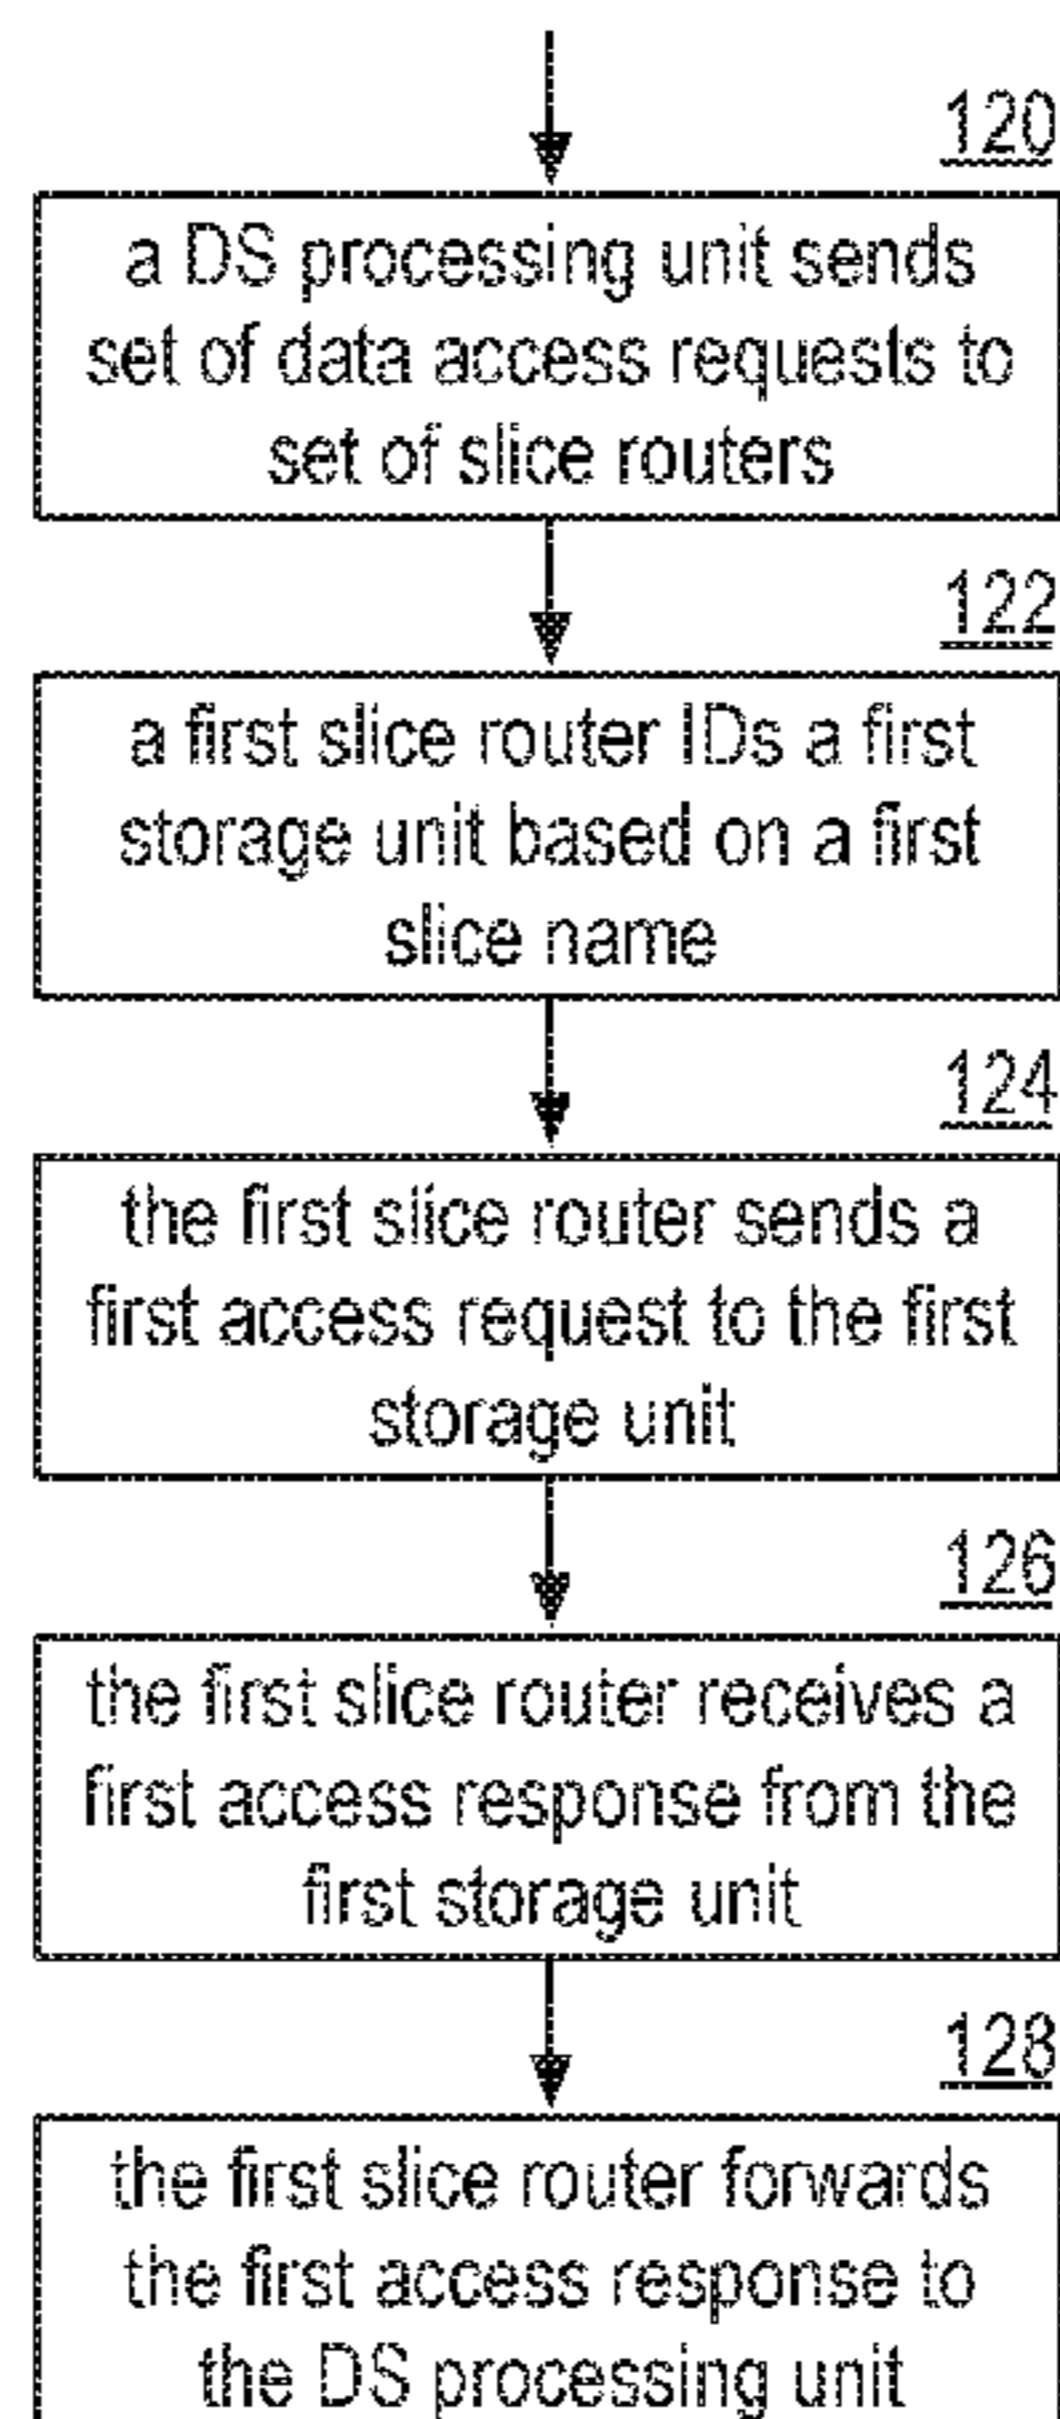 120
a DS processing unit sends
set of data access requests to
set of slice routers
122
a first slice router IDs a first
storage unit based on a first
slice name
124
the first slice router sends a
first access request to the first
storage unit
126
the first slice router receives a
first access response from the
first storage unit
128
the first slice router forwards
the first access response to
the DS processing unit